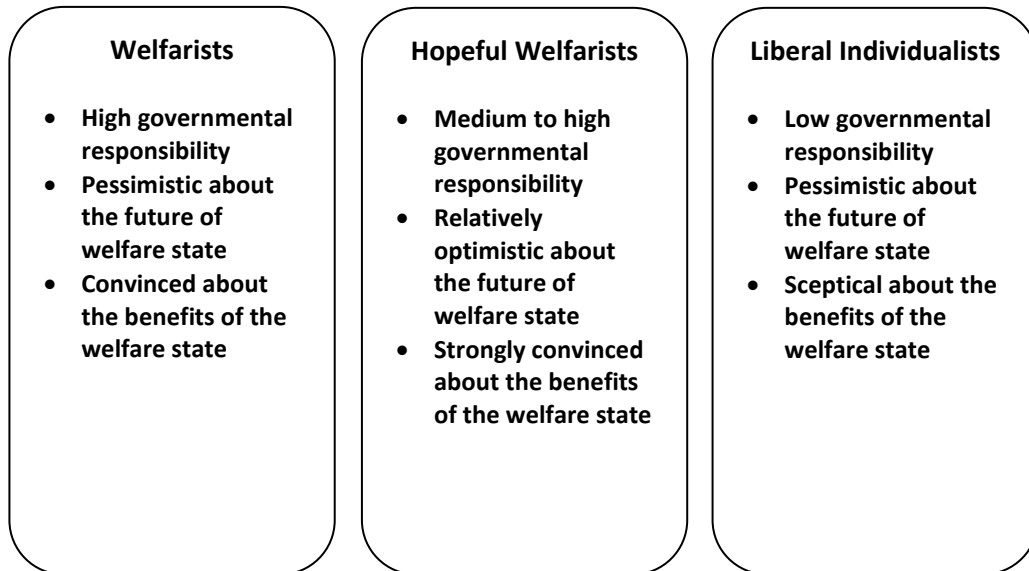 Welfarists
• High governmental
responsibility
• Pessimistic about
the future of
welfare state
• Convinced about
the benefits of the
welfare state
Hopeful Welfarists
• Medium to high
governmental
responsibility
• Relatively
optimistic about
the future of
welfare state
• Strongly convinced
about the benefits
of the welfare state
Liberal Individualists
• Low governmental
responsibility
• Pessimistic about
the future of
welfare state
• Sceptical about the
benefits of the
welfare state